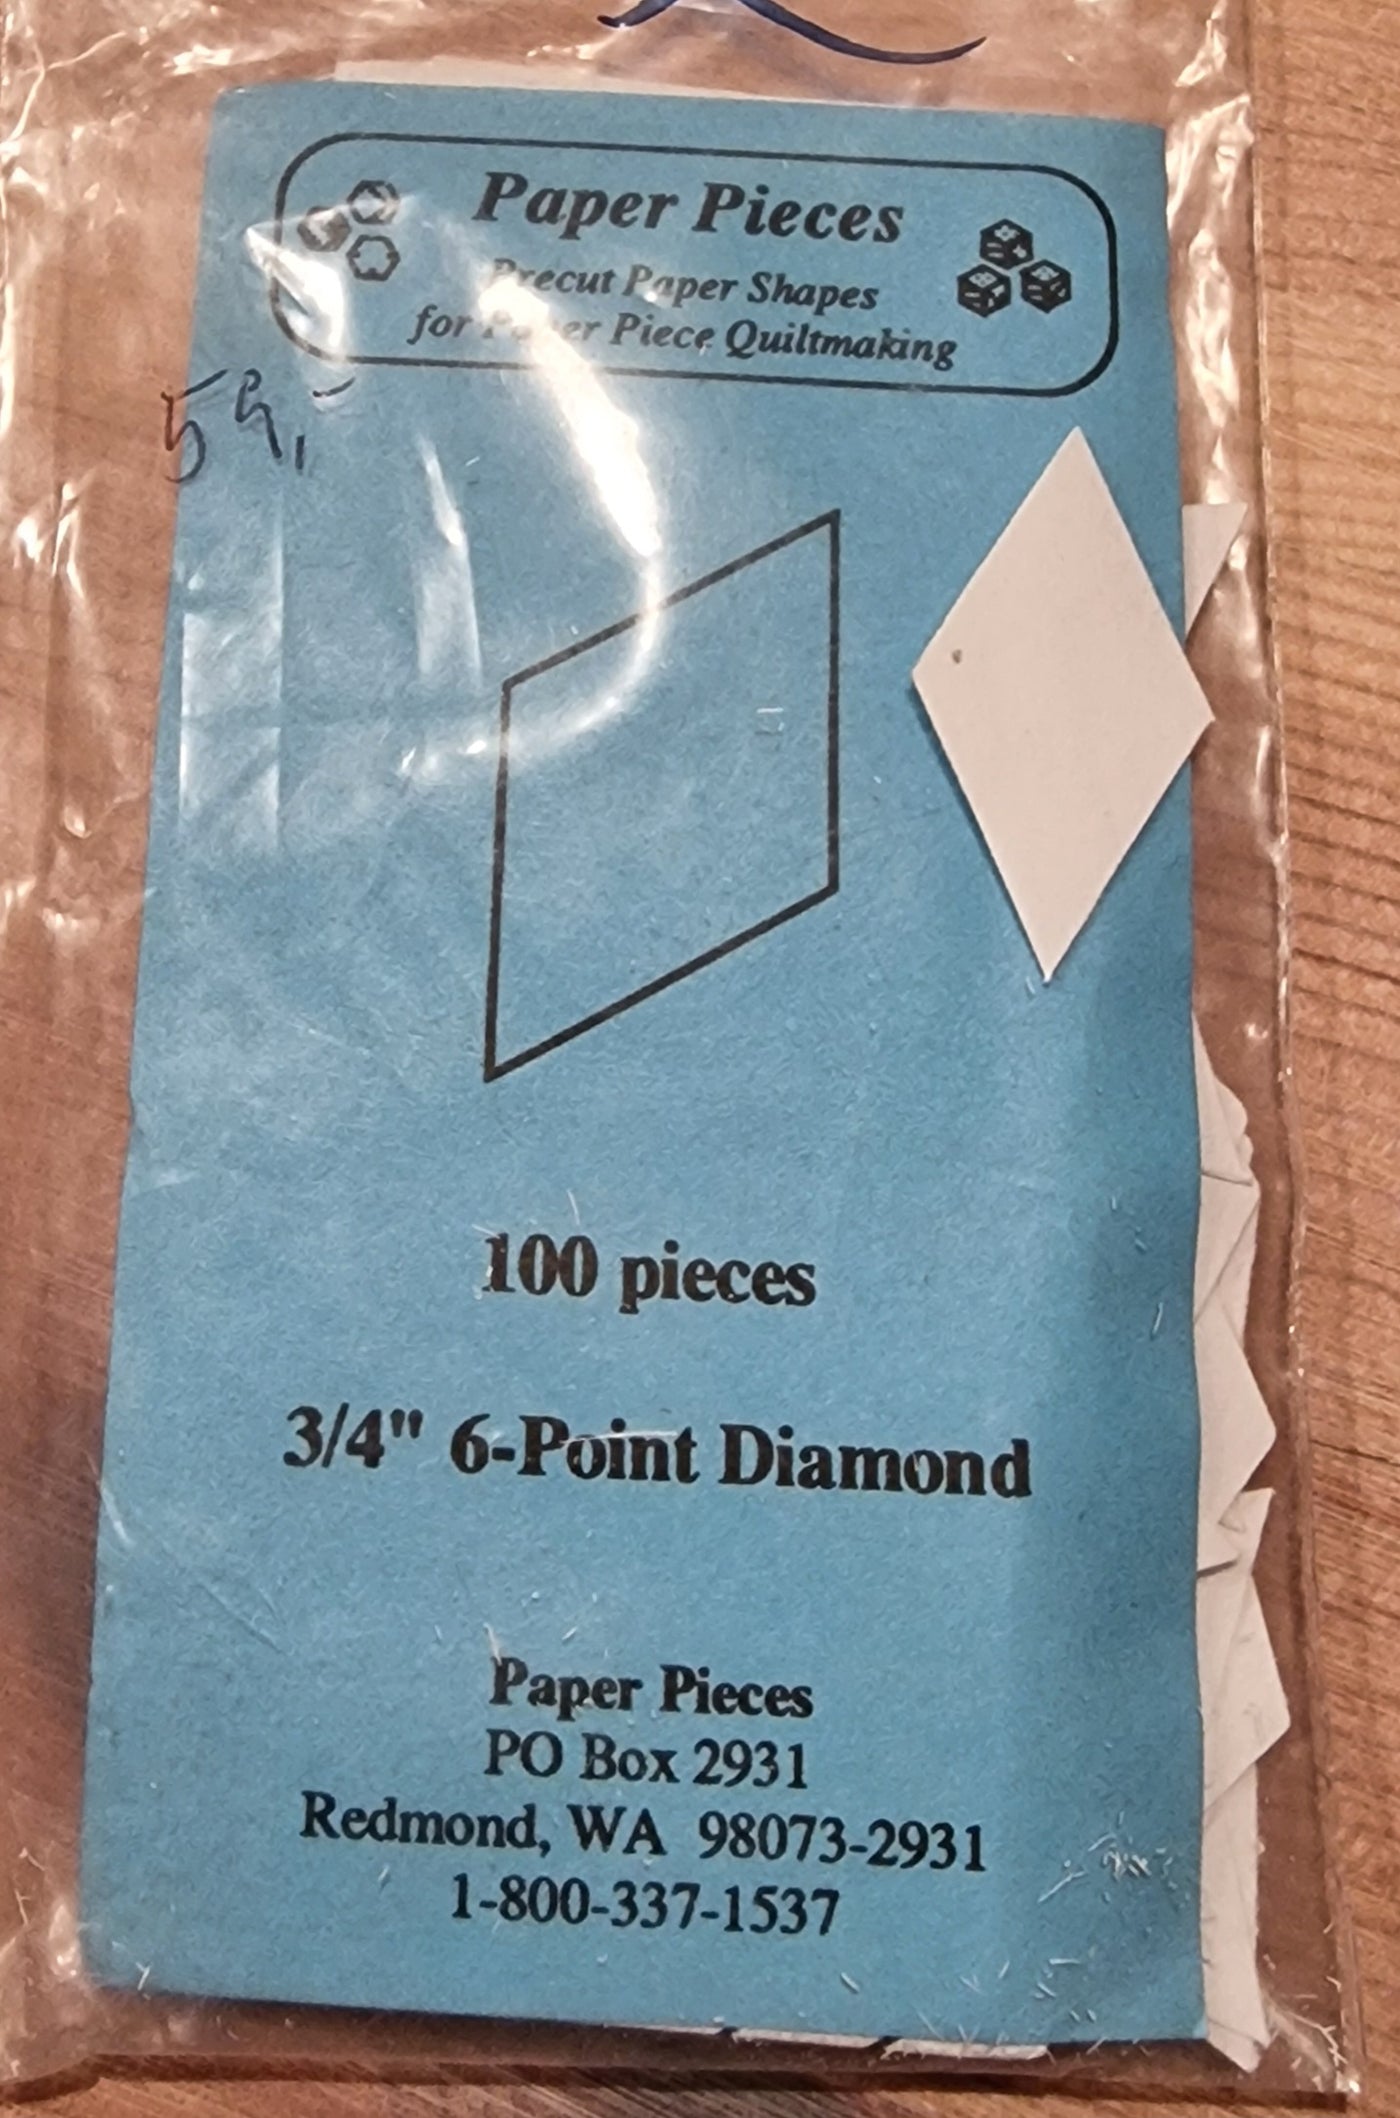 Paper Pieces
Precut Paper Shapes
for Paper Piece Quiltmaking
59,-
100 pieces
3/4" 6-Point Diamond
Paper Pieces
PO Box 2931
Redmond, WA 98073-2931
1-800-337-1537